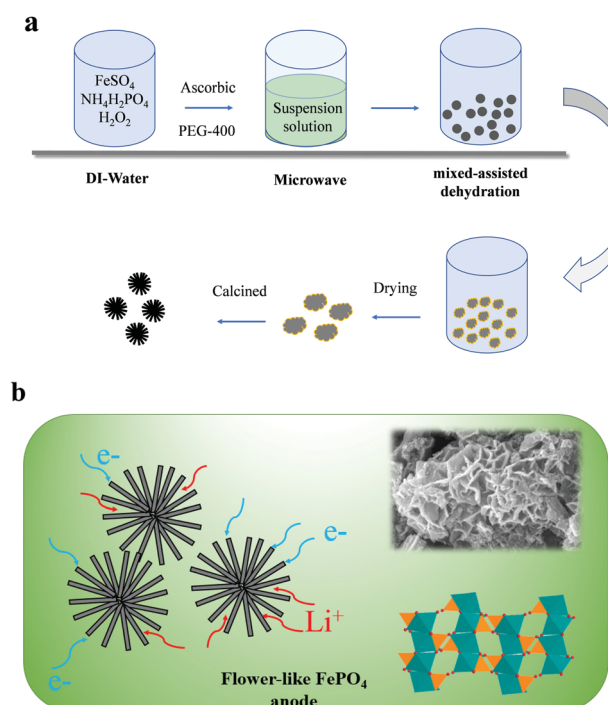 a
FeSO₄
NH₄H₂PO₄
H₂O₂
Ascorbic
PEG-400
Suspension
solution
DI-Water
Microwave
mixed-assisted
dehydration
Calcined
Drying
b
e-
e-
Li⁺
e-
Flower-like FePO₄
anode